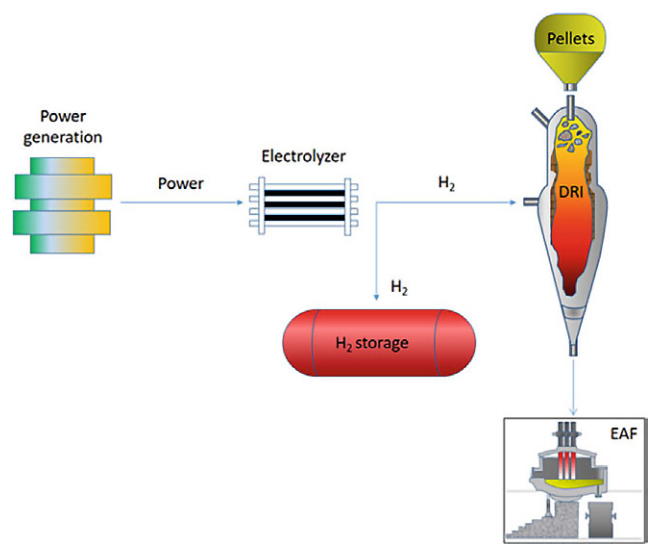 Pellets
Power
generation
Electrolyzer
Power
H₂
DRI
H₂
H₂ storage
EAF